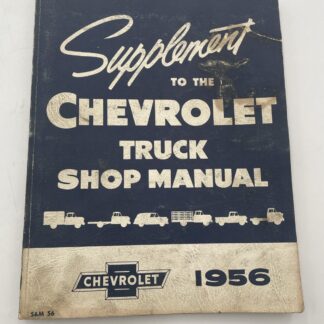 Supplement
TO THE
CHEVROLET
TRUCK
SHOP MANUAL
CHEVROLET 1956
S&M 56